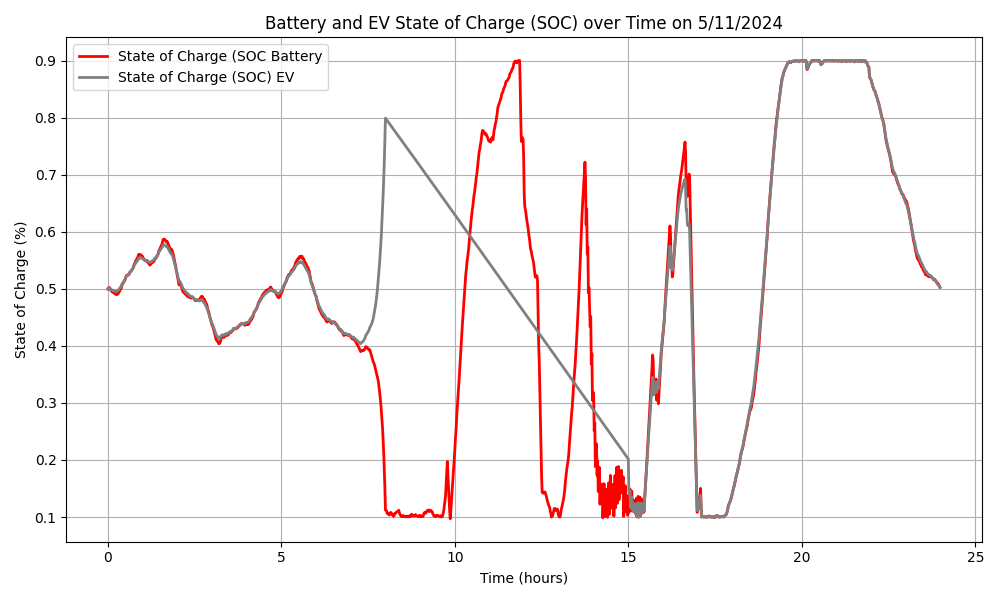 Battery and EV State of Charge (SOC) over Time on 5/11/2024
State of Charge (SOC Battery
State of Charge (SOC) EV
State of Charge (%)
0.9
0.8
0.7
0.6
0.5
0.4
0.3
0.2
0.1
0 5 10 15 20 25
Time (hours)